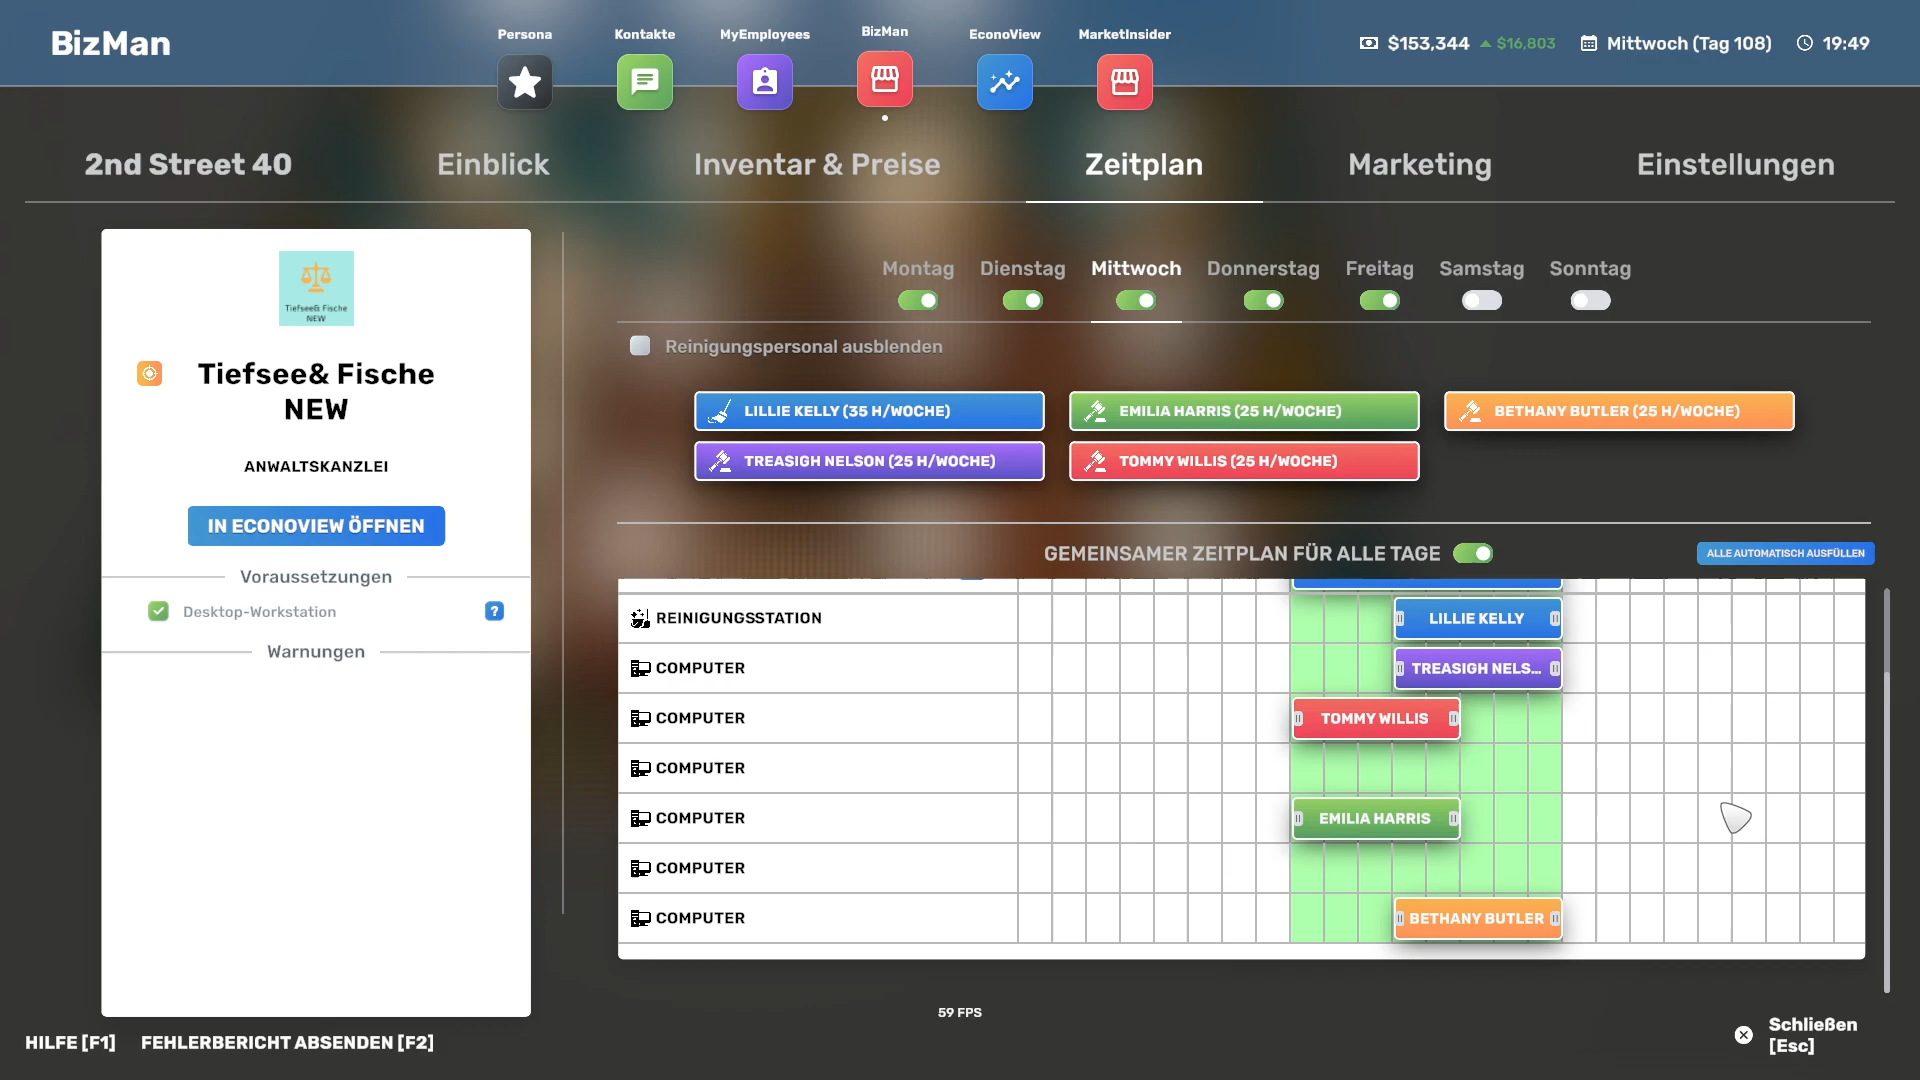 BizMan
Persona
Kontakte
MyEmployees
BizMan
EconoView
MarketInsider
$153,344
$16,803
Mittwoch (Tag 108)
19:49
2nd Street 40
Einblick
Inventar & Preise
Zeitplan
Marketing
Einstellungen
Tiefsee& Fische
NEW
Tiefsee& Fische
NEW
ANWALTSKANZLEI
IN ECONOVIEW ÖFFNEN
Voraussetzungen
Desktop-Workstation
?
Warnungen
Montag
Dienstag
Mittwoch
Donnerstag
Freitag
Samstag
Sonntag
Reinigungspersonal ausblenden
LILLIE KELLY (35 H/WOCHE)
EMILIA HARRIS (25 H/WOCHE)
BETHANY BUTLER (25 H/WOCHE)
TREASIGH NELSON (25 H/WOCHE)
TOMMY WILLIS (25 H/WOCHE)
GEMEINSAMER ZEITPLAN FÜR ALLE TAGE
ALLE AUTOMATISCH AUSFÜLLEN
REINIGUNGSSTATION
LILLIE KELLY
COMPUTER
TREASIGH NELS...
COMPUTER
TOMMY WILLIS
COMPUTER
COMPUTER
EMILIA HARRIS
COMPUTER
COMPUTER
BETHANY BUTLER
59 FPS
HILFE [F1]
FEHLERBERICHT ABSENDEN [F2]
Schließen
[Esc]